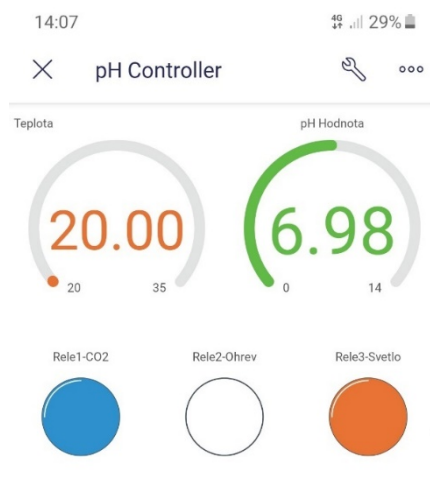 14:07 4G 29%
pH Controller
Teplota pH Hodnota
20.00 6.98
20 35 0 14
Rele1-CO2 Rele2-Ohrev Rele3-Svetlo